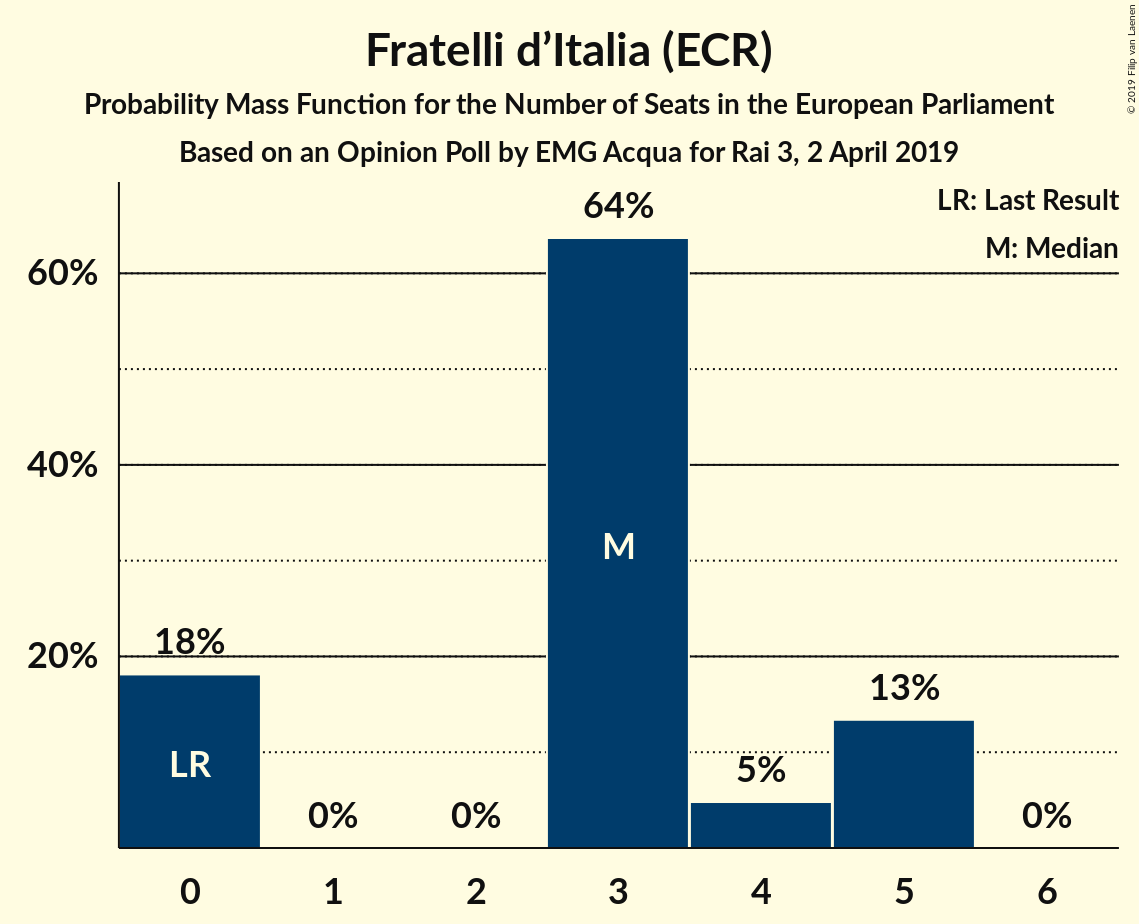 Fratelli d’Italia (ECR)
Probability Mass Function for the Number of Seats in the European Parliament
Based on an Opinion Poll by EMG Acqua for Rai 3, 2 April 2019
© 2019 Filip van Laenen
LR: Last Result
M: Median
64%
60%
40%
M
18%
20%
13%
LR
5%
0%
0%
0%
0 1 2 3 4 5 6